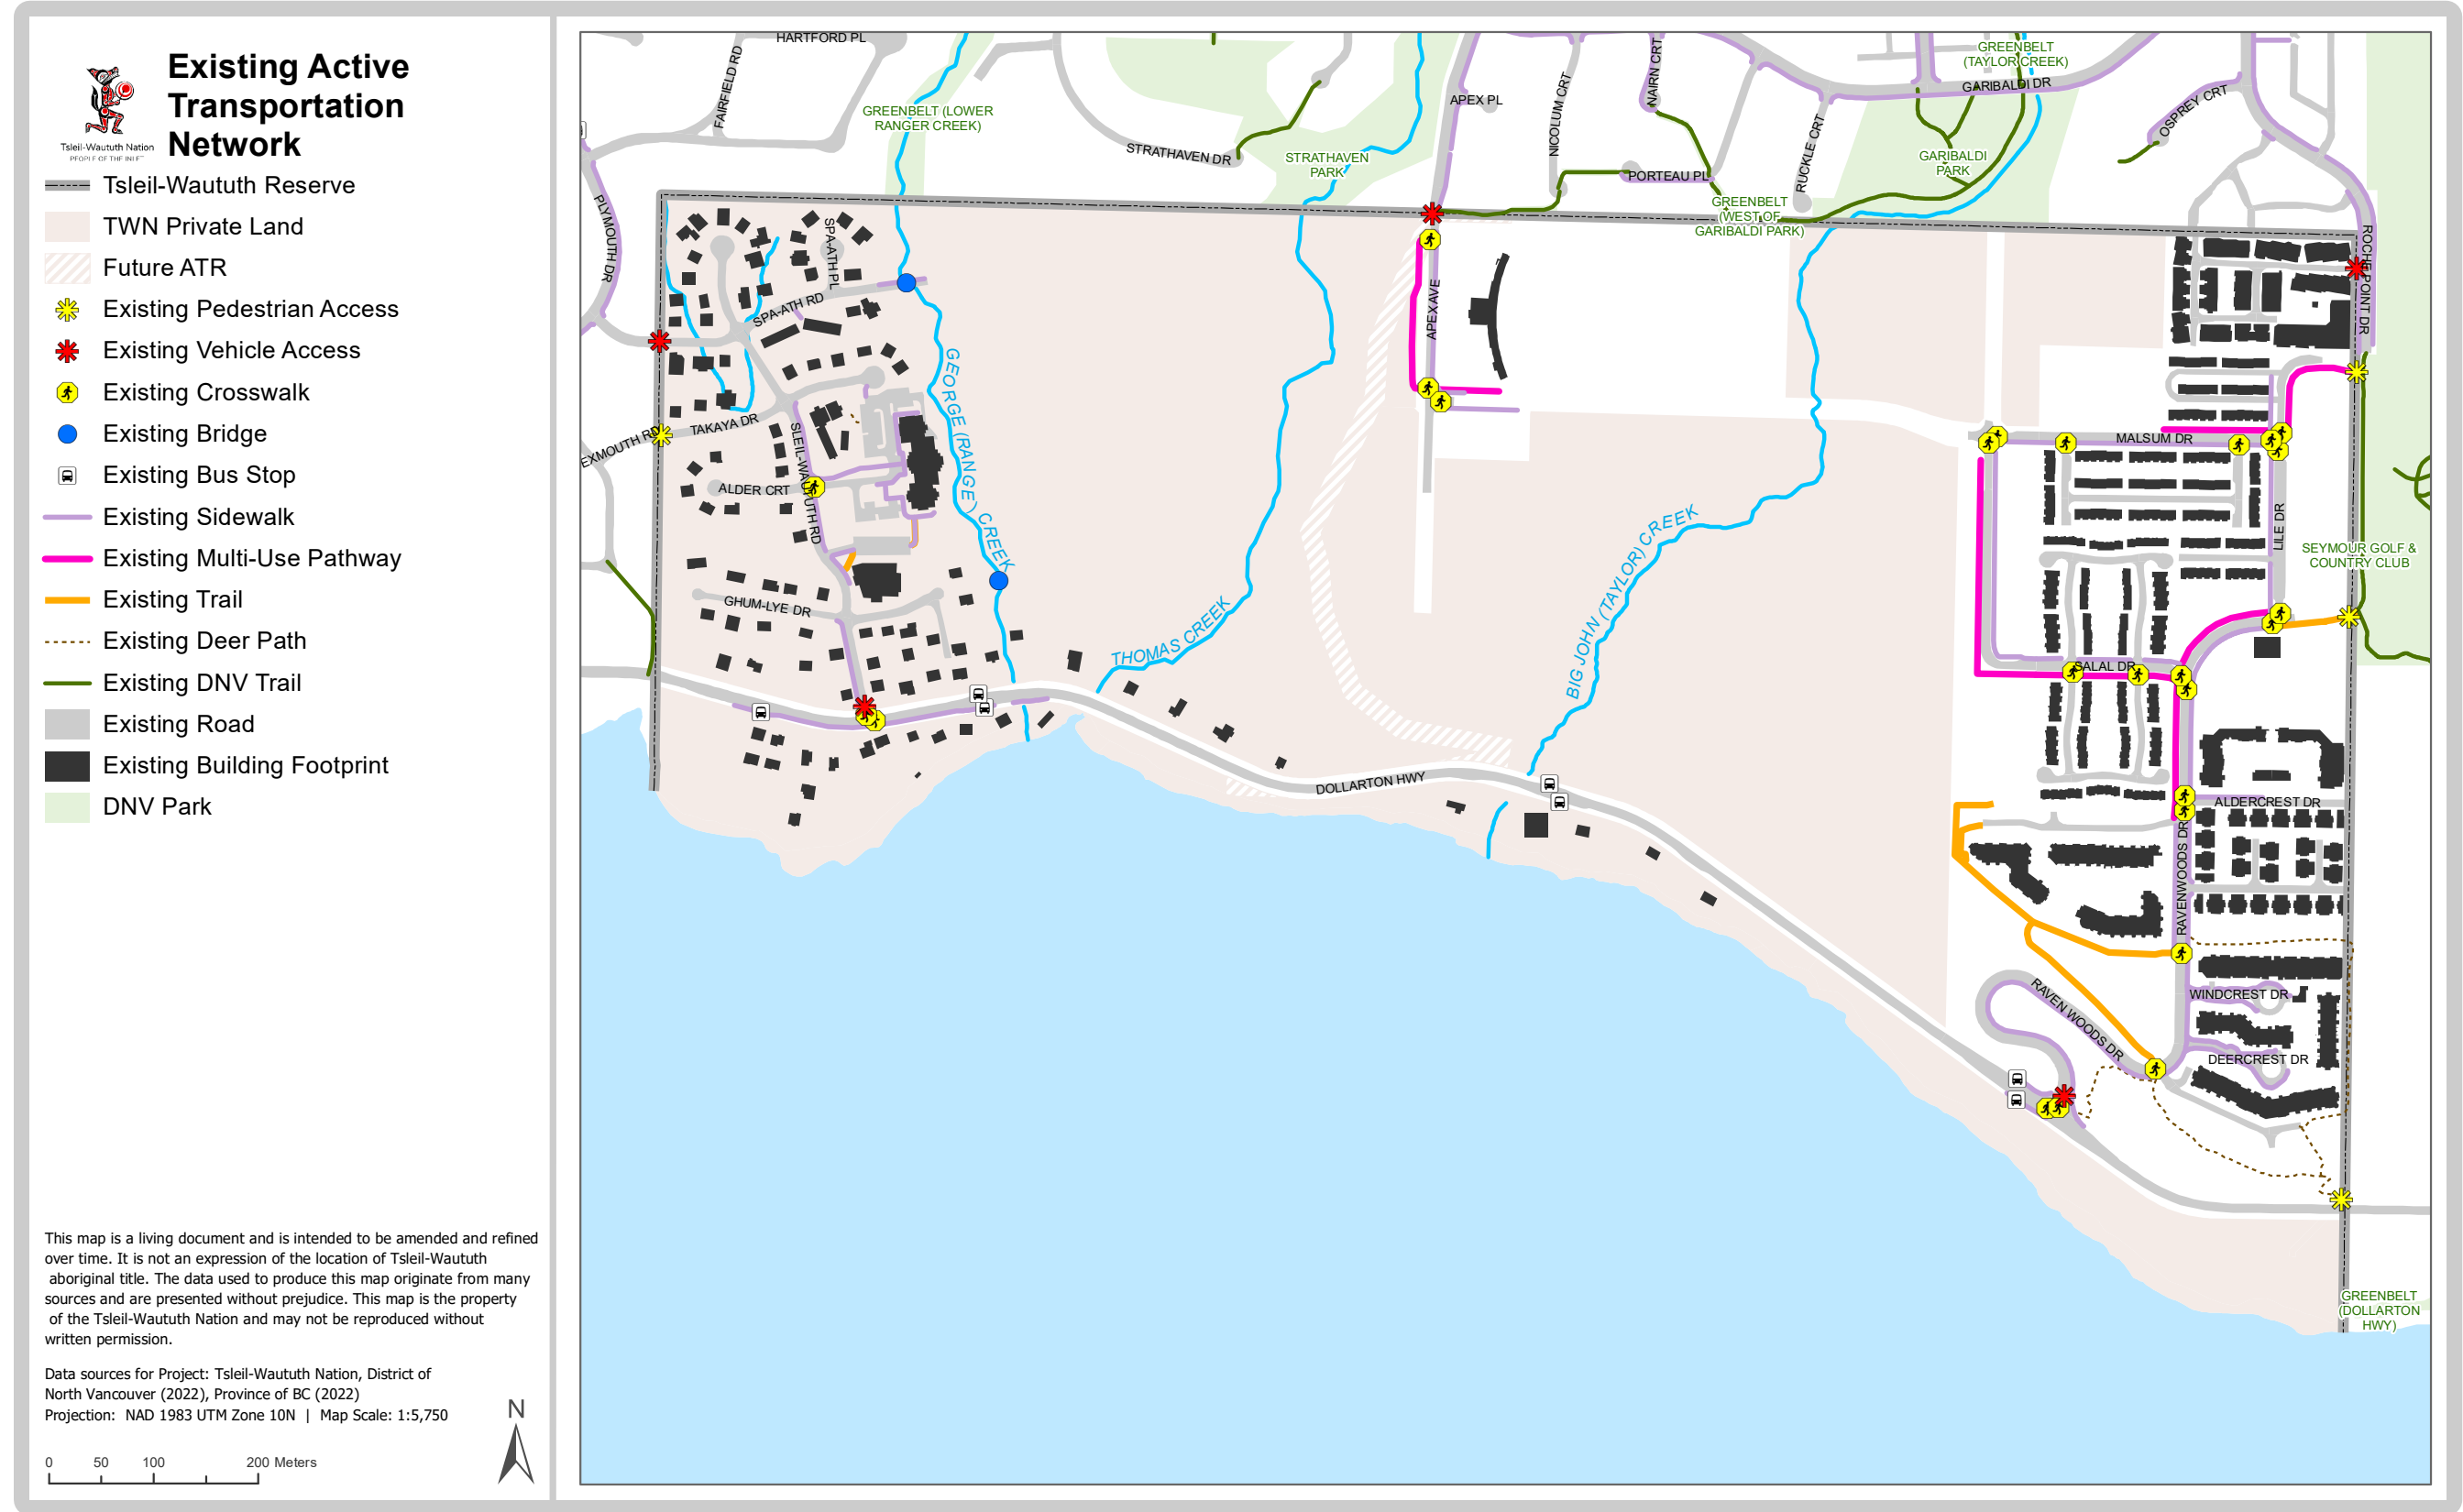 Existing Active
Transportation
Network
Tsleil-Waututh Nation
PEOPLE OF THE INLET
Tsleil-Waututh Reserve
TWN Private Land
Future ATR
Existing Pedestrian Access
Existing Vehicle Access
Existing Crosswalk
Existing Bridge
Existing Bus Stop
Existing Sidewalk
Existing Multi-Use Pathway
Existing Trail
Existing Deer Path
Existing DNV Trail
Existing Road
Existing Building Footprint
DNV Park
This map is a living document and is intended to be amended and refined
over time. It is not an expression of the location of Tsleil-Waututh
aboriginal title. The data used to produce this map originate from many
sources and are presented without prejudice. This map is the property
of the Tsleil-Waututh Nation and may not be reproduced without
written permission.
Data sources for Project: Tsleil-Waututh Nation, District of
North Vancouver (2022), Province of BC (2022)
Projection: NAD 1983 UTM Zone 10N | Map Scale: 1:5,750
N
0 50 100 200 Meters
HARTFORD PL
FAIRFIELD RD
GREENBELT (LOWER
RANGER CREEK)
STRATHAVEN DR
STRATHAVEN
PARK
APEX PL
NICOLUM CRT
NAIRN CRT
PORTEAU PL
RUCKLE CRT
GREENBELT
(WEST OF
GARIBALDI PARK)
GREENBELT
(TAYLOR CREEK)
GARIBALDI DR
GARIBALDI
PARK
OSPREY CRT
ROCHE POINT DR
PLYMOUTH DR
SPA-ATH PL
SPA-ATH RD
APEX AVE
EXMOUTH RD
TAKAYA DR
SLEIL-WAUTUTH RD
ALDER CRT
GEORGE (RANGE) CREEK
GHUM-LYE DR
THOMAS CREEK
BIG JOHN (TAYLOR) CREEK
MALSUM DR
LILE DR
SEYMOUR GOLF &
COUNTRY CLUB
SALAL DR
DOLLARTON HWY
ALDERCREST DR
RAVENWOODS DR
WINDCREST DR
RAVEN WOODS DR
DEERCREST DR
GREENBELT
(DOLLARTON
HWY)